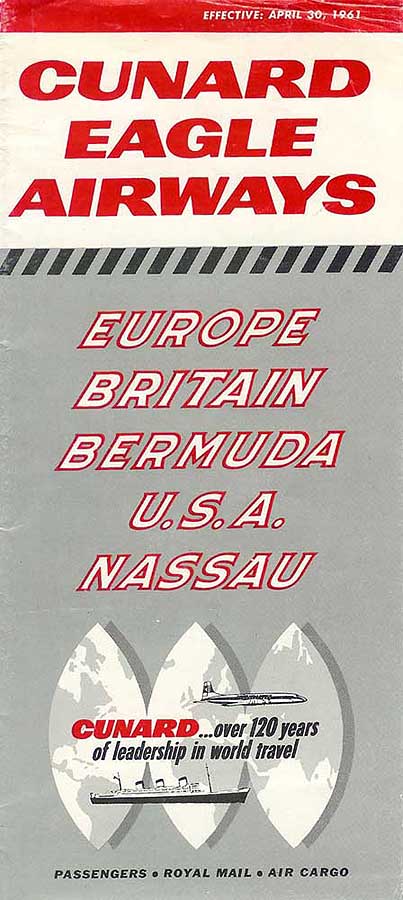 EFFECTIVE: APRIL 30, 1961
CUNARD
EAGLE
AIRWAYS
EUROPE
BRITAIN
BERMUDA
U.S.A.
NASSAU
CUNARD...over 120 years
of leadership in world travel
PASSENGERS • ROYAL MAIL • AIR CARGO